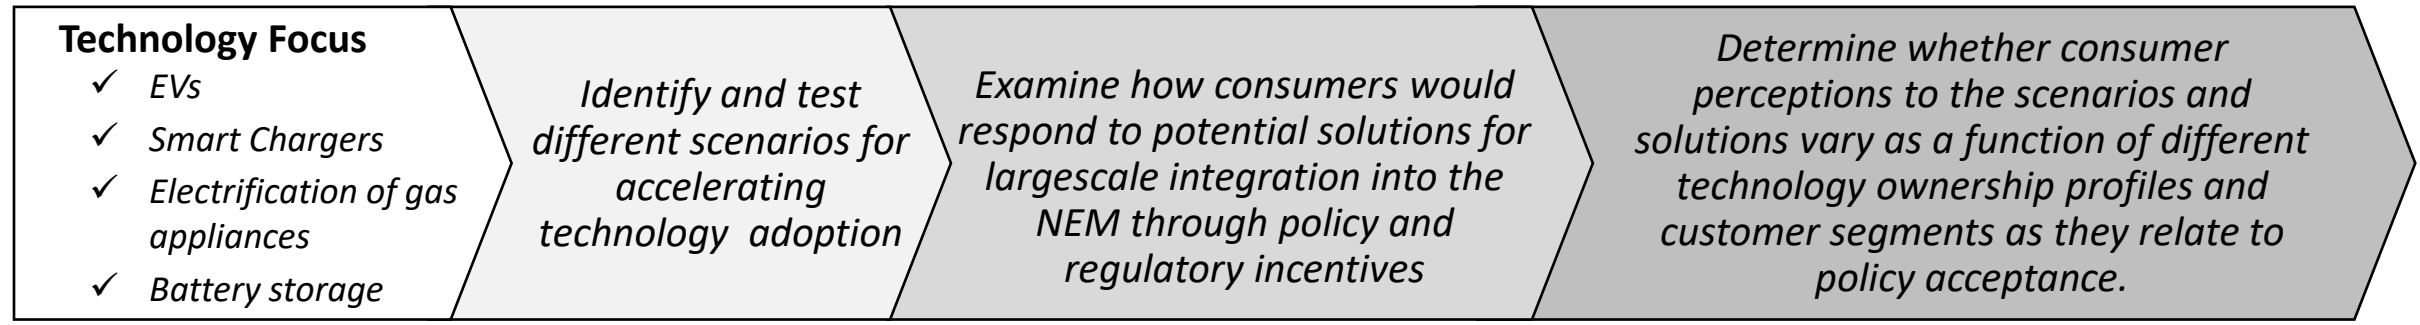 Technology Focus
✓ EVs
✓ Smart Chargers
✓ Electrification of gas
appliances
✓ Battery storage
Identify and test
different scenarios for
accelerating
technology  adoption
Examine how consumers would
respond to potential solutions for
largescale integration into the
NEM through policy and
regulatory incentives
Determine whether consumer
perceptions to the scenarios and
solutions vary as a function of different
technology ownership profiles and
customer segments as they relate to
policy acceptance.